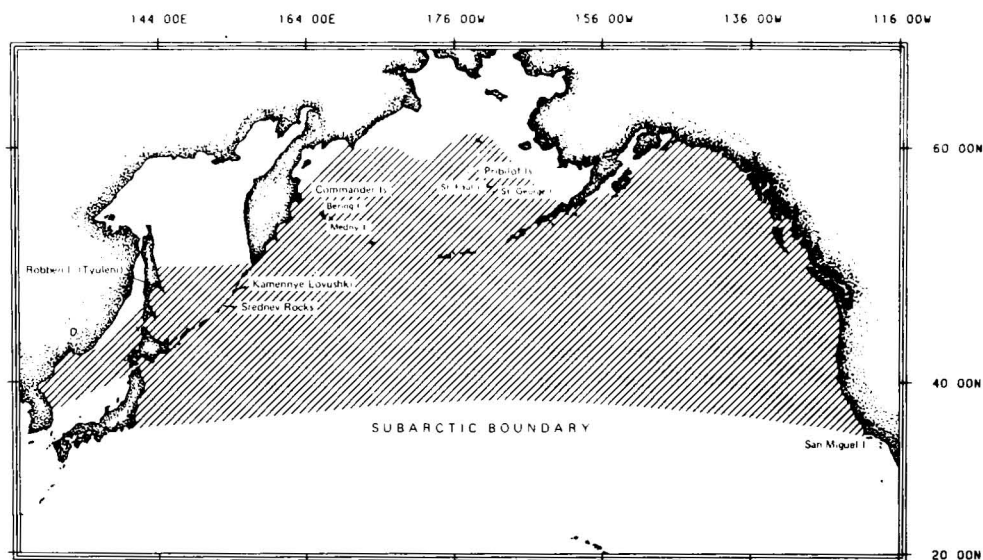 144 00E 164 00E 176 00W 156 00W 136 00W 116 00W
60 00N
Pribilof Is.
Commander Is.
St. Paul I.
St. George I.
Bering I.
Medny I.
Robben I. (Tyuleni)
Kamennye Lovushki
Srednev Rocks
D
40 00N
SUBARCTIC BOUNDARY
San Miguel I.
20 00N